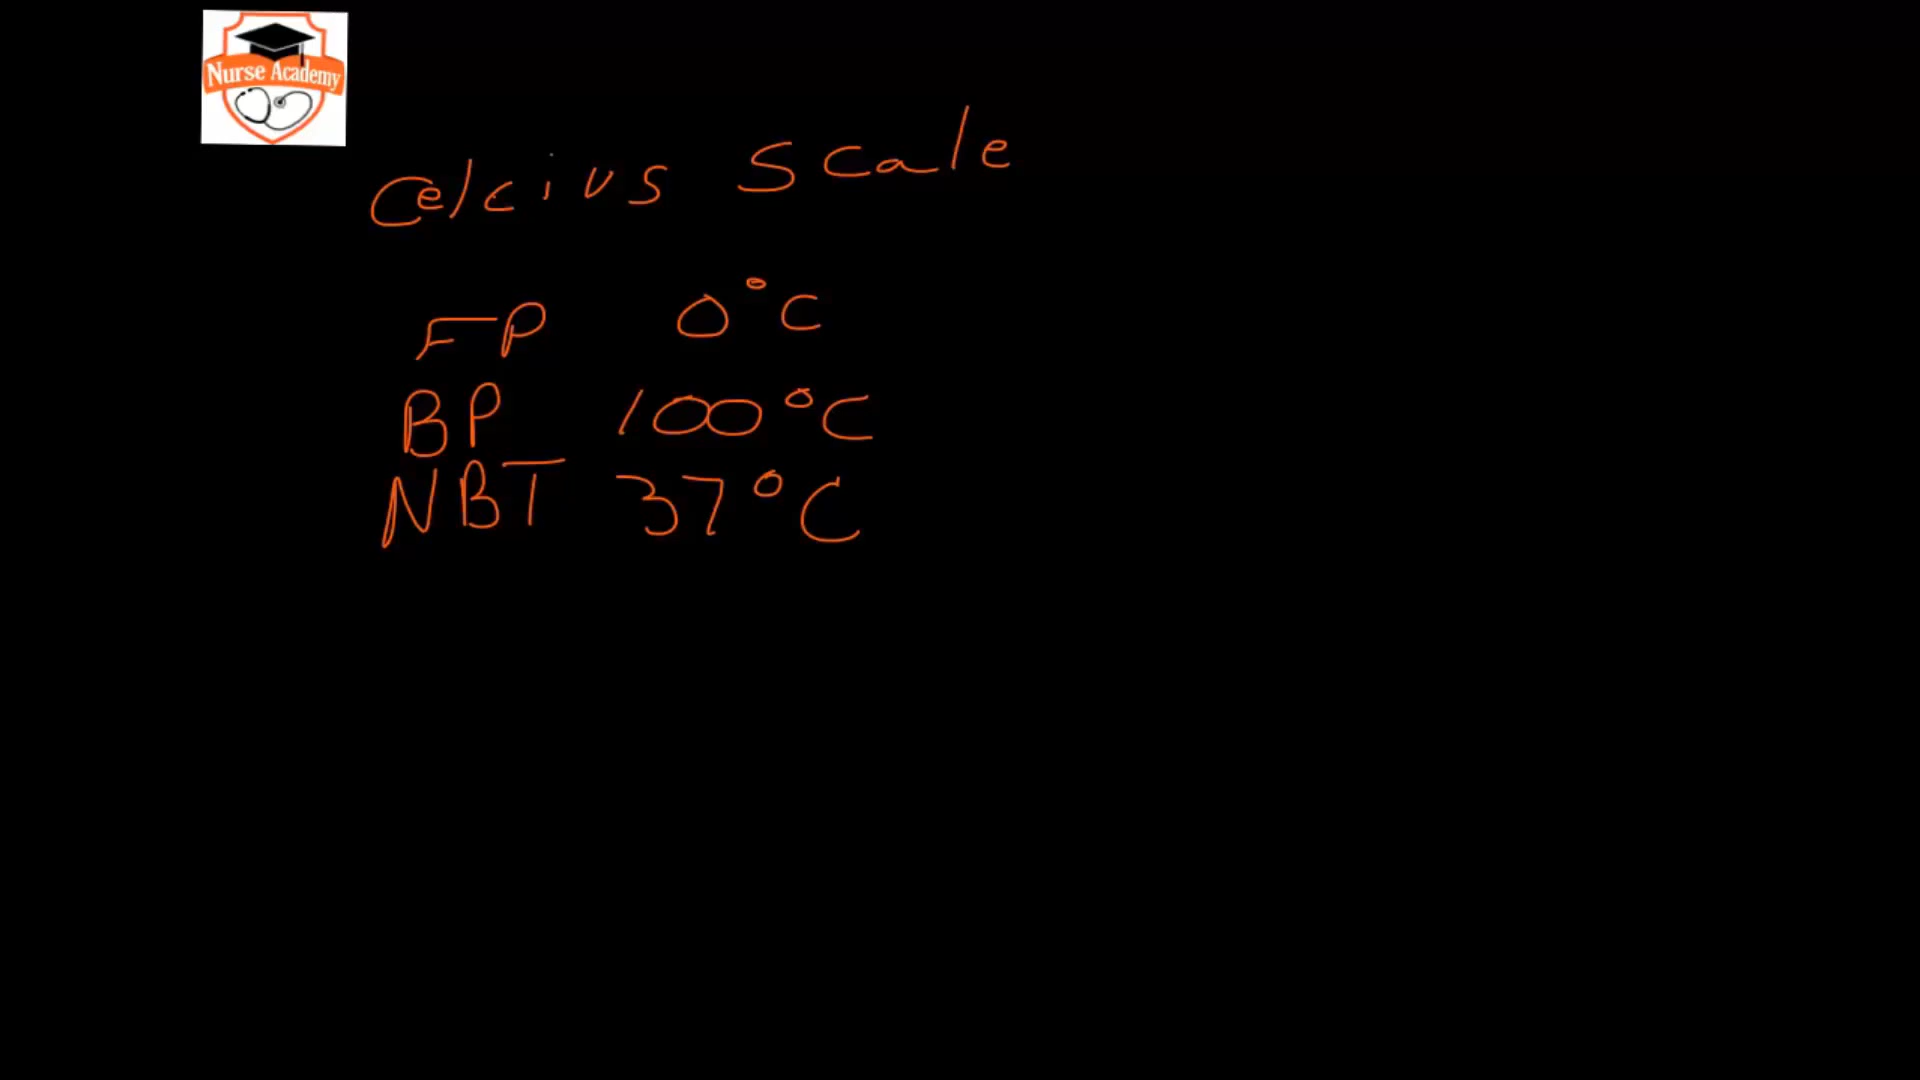 Nurse Academy
Celcius Scale
FP 0°C
BP 100°C
NBT 37°C